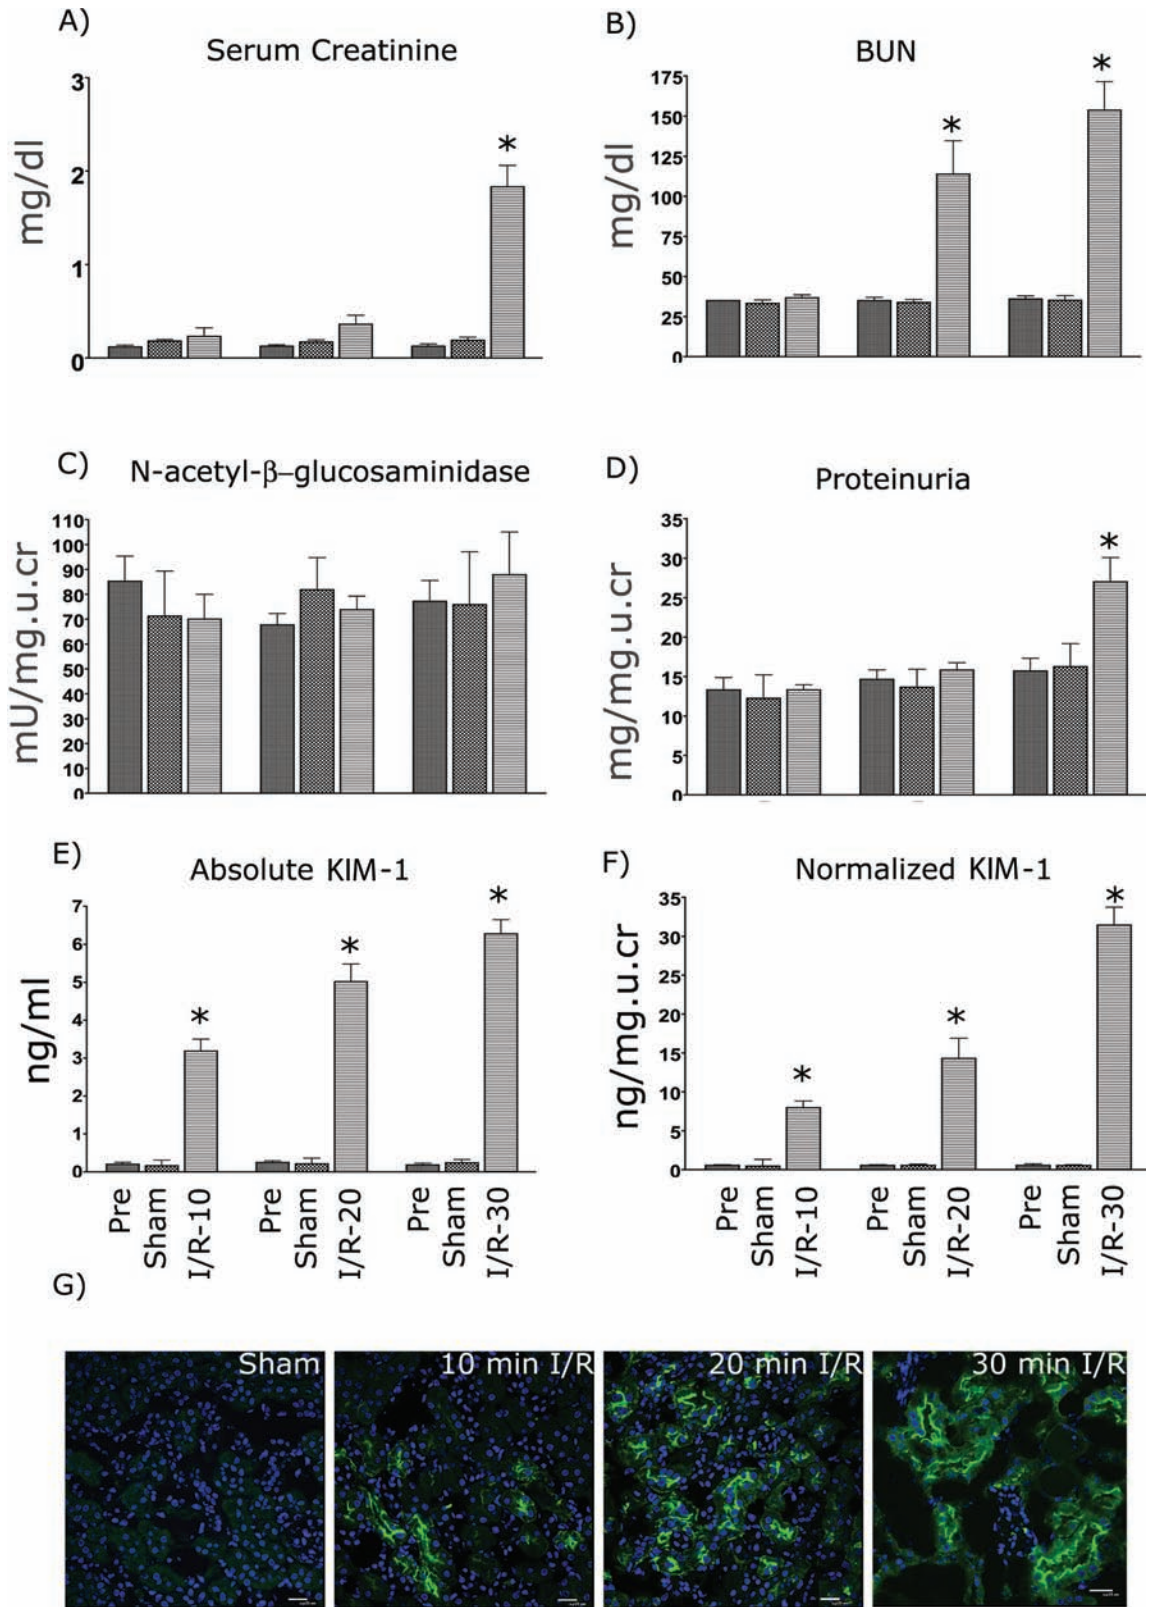 A)
Serum Creatinine
mg/dl
3
2
1
0
*
B)
BUN
mg/dl
175
150
125
100
75
50
25
0
*
*
C)
N-acetyl-β–glucosaminidase
mU/mg.u.cr
110
100
90
80
70
60
50
40
30
20
10
0
D)
Proteinuria
mg/mg.u.cr
35
30
25
20
15
10
5
0
*
E)
Absolute KIM-1
ng/ml
7
6
5
4
3
2
1
0
*
*
*
Pre
Sham
I/R-10
Pre
Sham
I/R-20
Pre
Sham
I/R-30
F)
Normalized KIM-1
ng/mg.u.cr
35
30
25
20
15
10
5
0
*
*
*
Pre
Sham
I/R-10
Pre
Sham
I/R-20
Pre
Sham
I/R-30
G)
Sham
10 min I/R
20 min I/R
30 min I/R